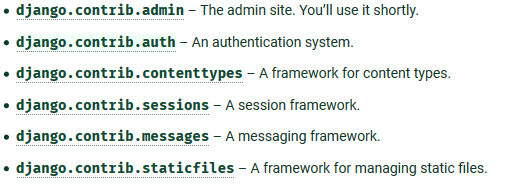 • django.contrib.admin – The admin site. You’ll use it shortly.
• django.contrib.auth – An authentication system.
• django.contrib.contenttypes – A framework for content types.
• django.contrib.sessions – A session framework.
• django.contrib.messages – A messaging framework.
• django.contrib.staticfiles – A framework for managing static files.